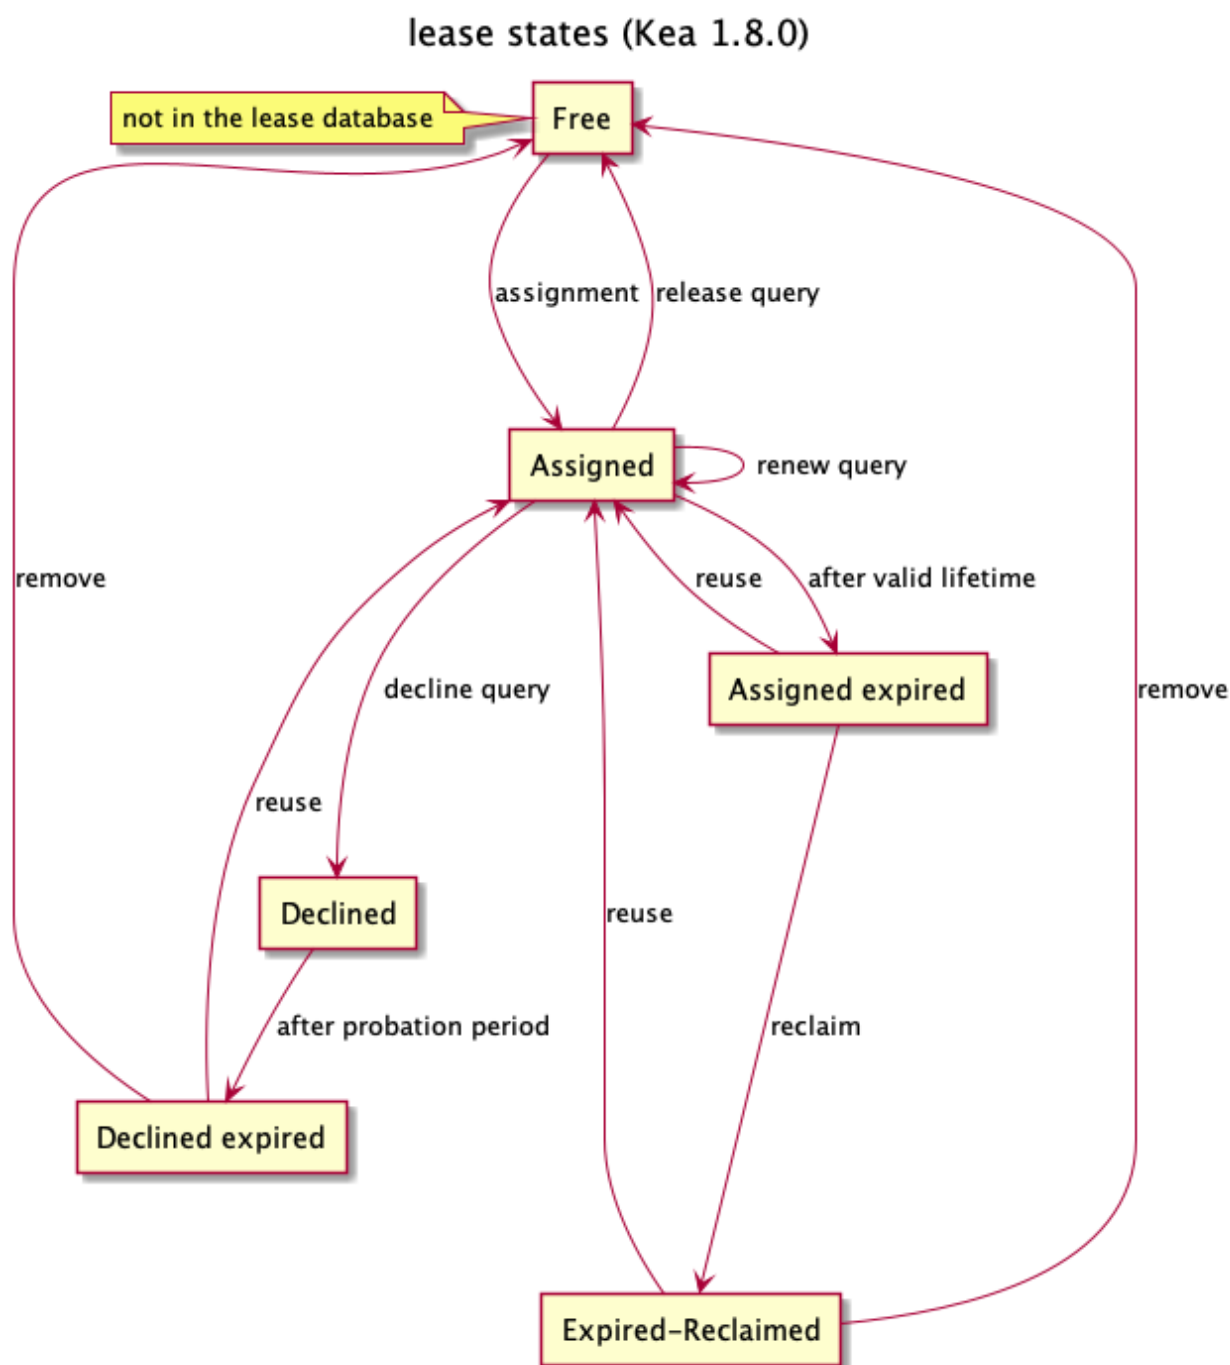 lease states (Kea 1.8.0)
not in the lease database
Free
assignment
release query
Assigned
renew query
remove
reuse
after valid lifetime
decline query
Assigned expired
remove
reuse
Declined
reuse
after probation period
reclaim
Declined expired
Expired-Reclaimed